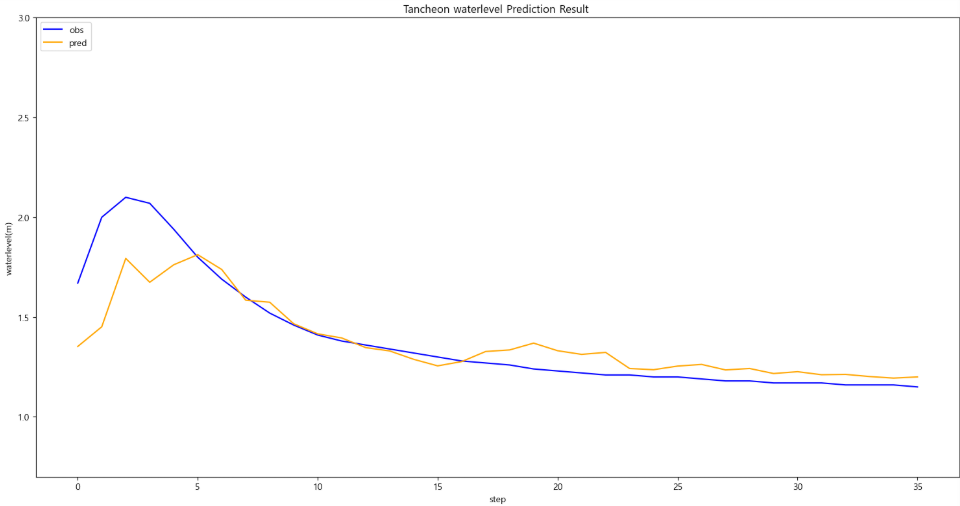 Tancheon waterlevel Prediction Result
obs
pred
3.0
2.5
2.0
1.5
1.0
waterlevel(m)
0 5 10 15 20 25 30 35
step